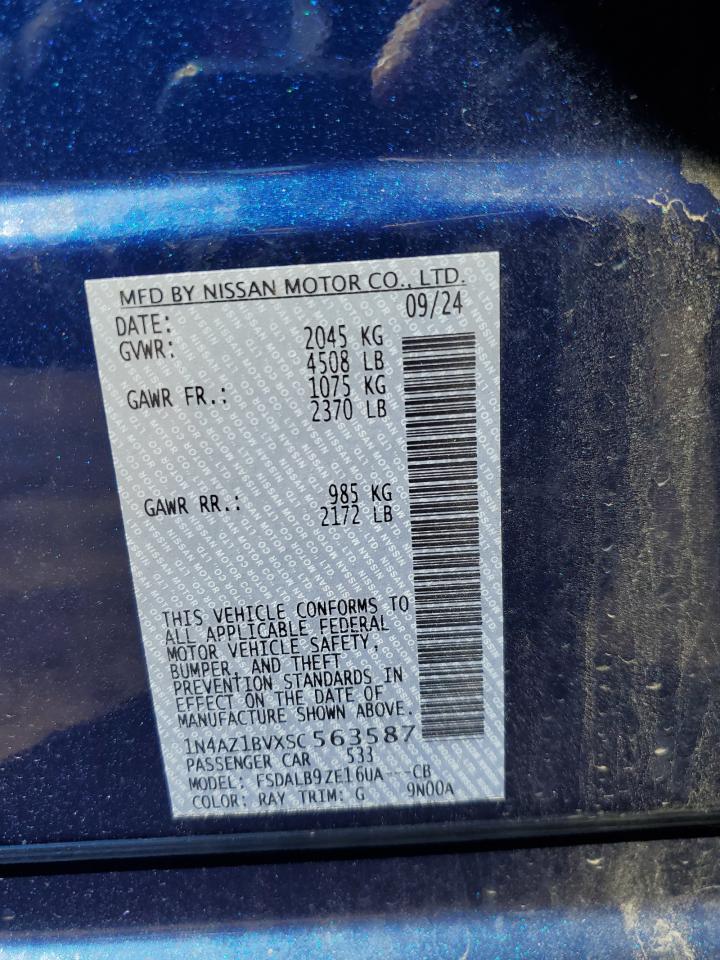 MFD BY NISSAN MOTOR CO., LTD.
DATE: 09/24
GVWR: 2045 KG
4508 LB
GAWR FR.: 1075 KG
2370 LB
GAWR RR.: 985 KG
2172 LB
THIS VEHICLE CONFORMS TO
ALL APPLICABLE FEDERAL
MOTOR VEHICLE SAFETY,
BUMPER, AND THEFT
PREVENTION STANDARDS IN
EFFECT ON THE DATE OF
MANUFACTURE SHOWN ABOVE.
1N4AZ1BVXSC563587
PASSENGER CAR 533
MODEL: FSDALB9ZE16UA---CB
COLOR: RAY TRIM: G 9N00A